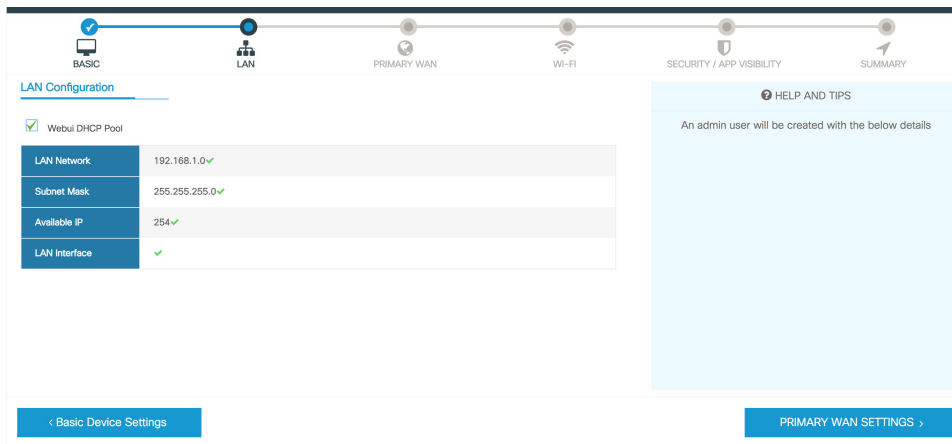 BASIC
LAN
PRIMARY WAN
WI-FI
SECURITY / APP VISIBILITY
SUMMARY
LAN Configuration
Webui DHCP Pool
LAN Network 192.168.1.0
Subnet Mask 255.255.255.0
Available IP 254
LAN Interface
HELP AND TIPS
An admin user will be created with the below details
< Basic Device Settings
PRIMARY WAN SETTINGS >